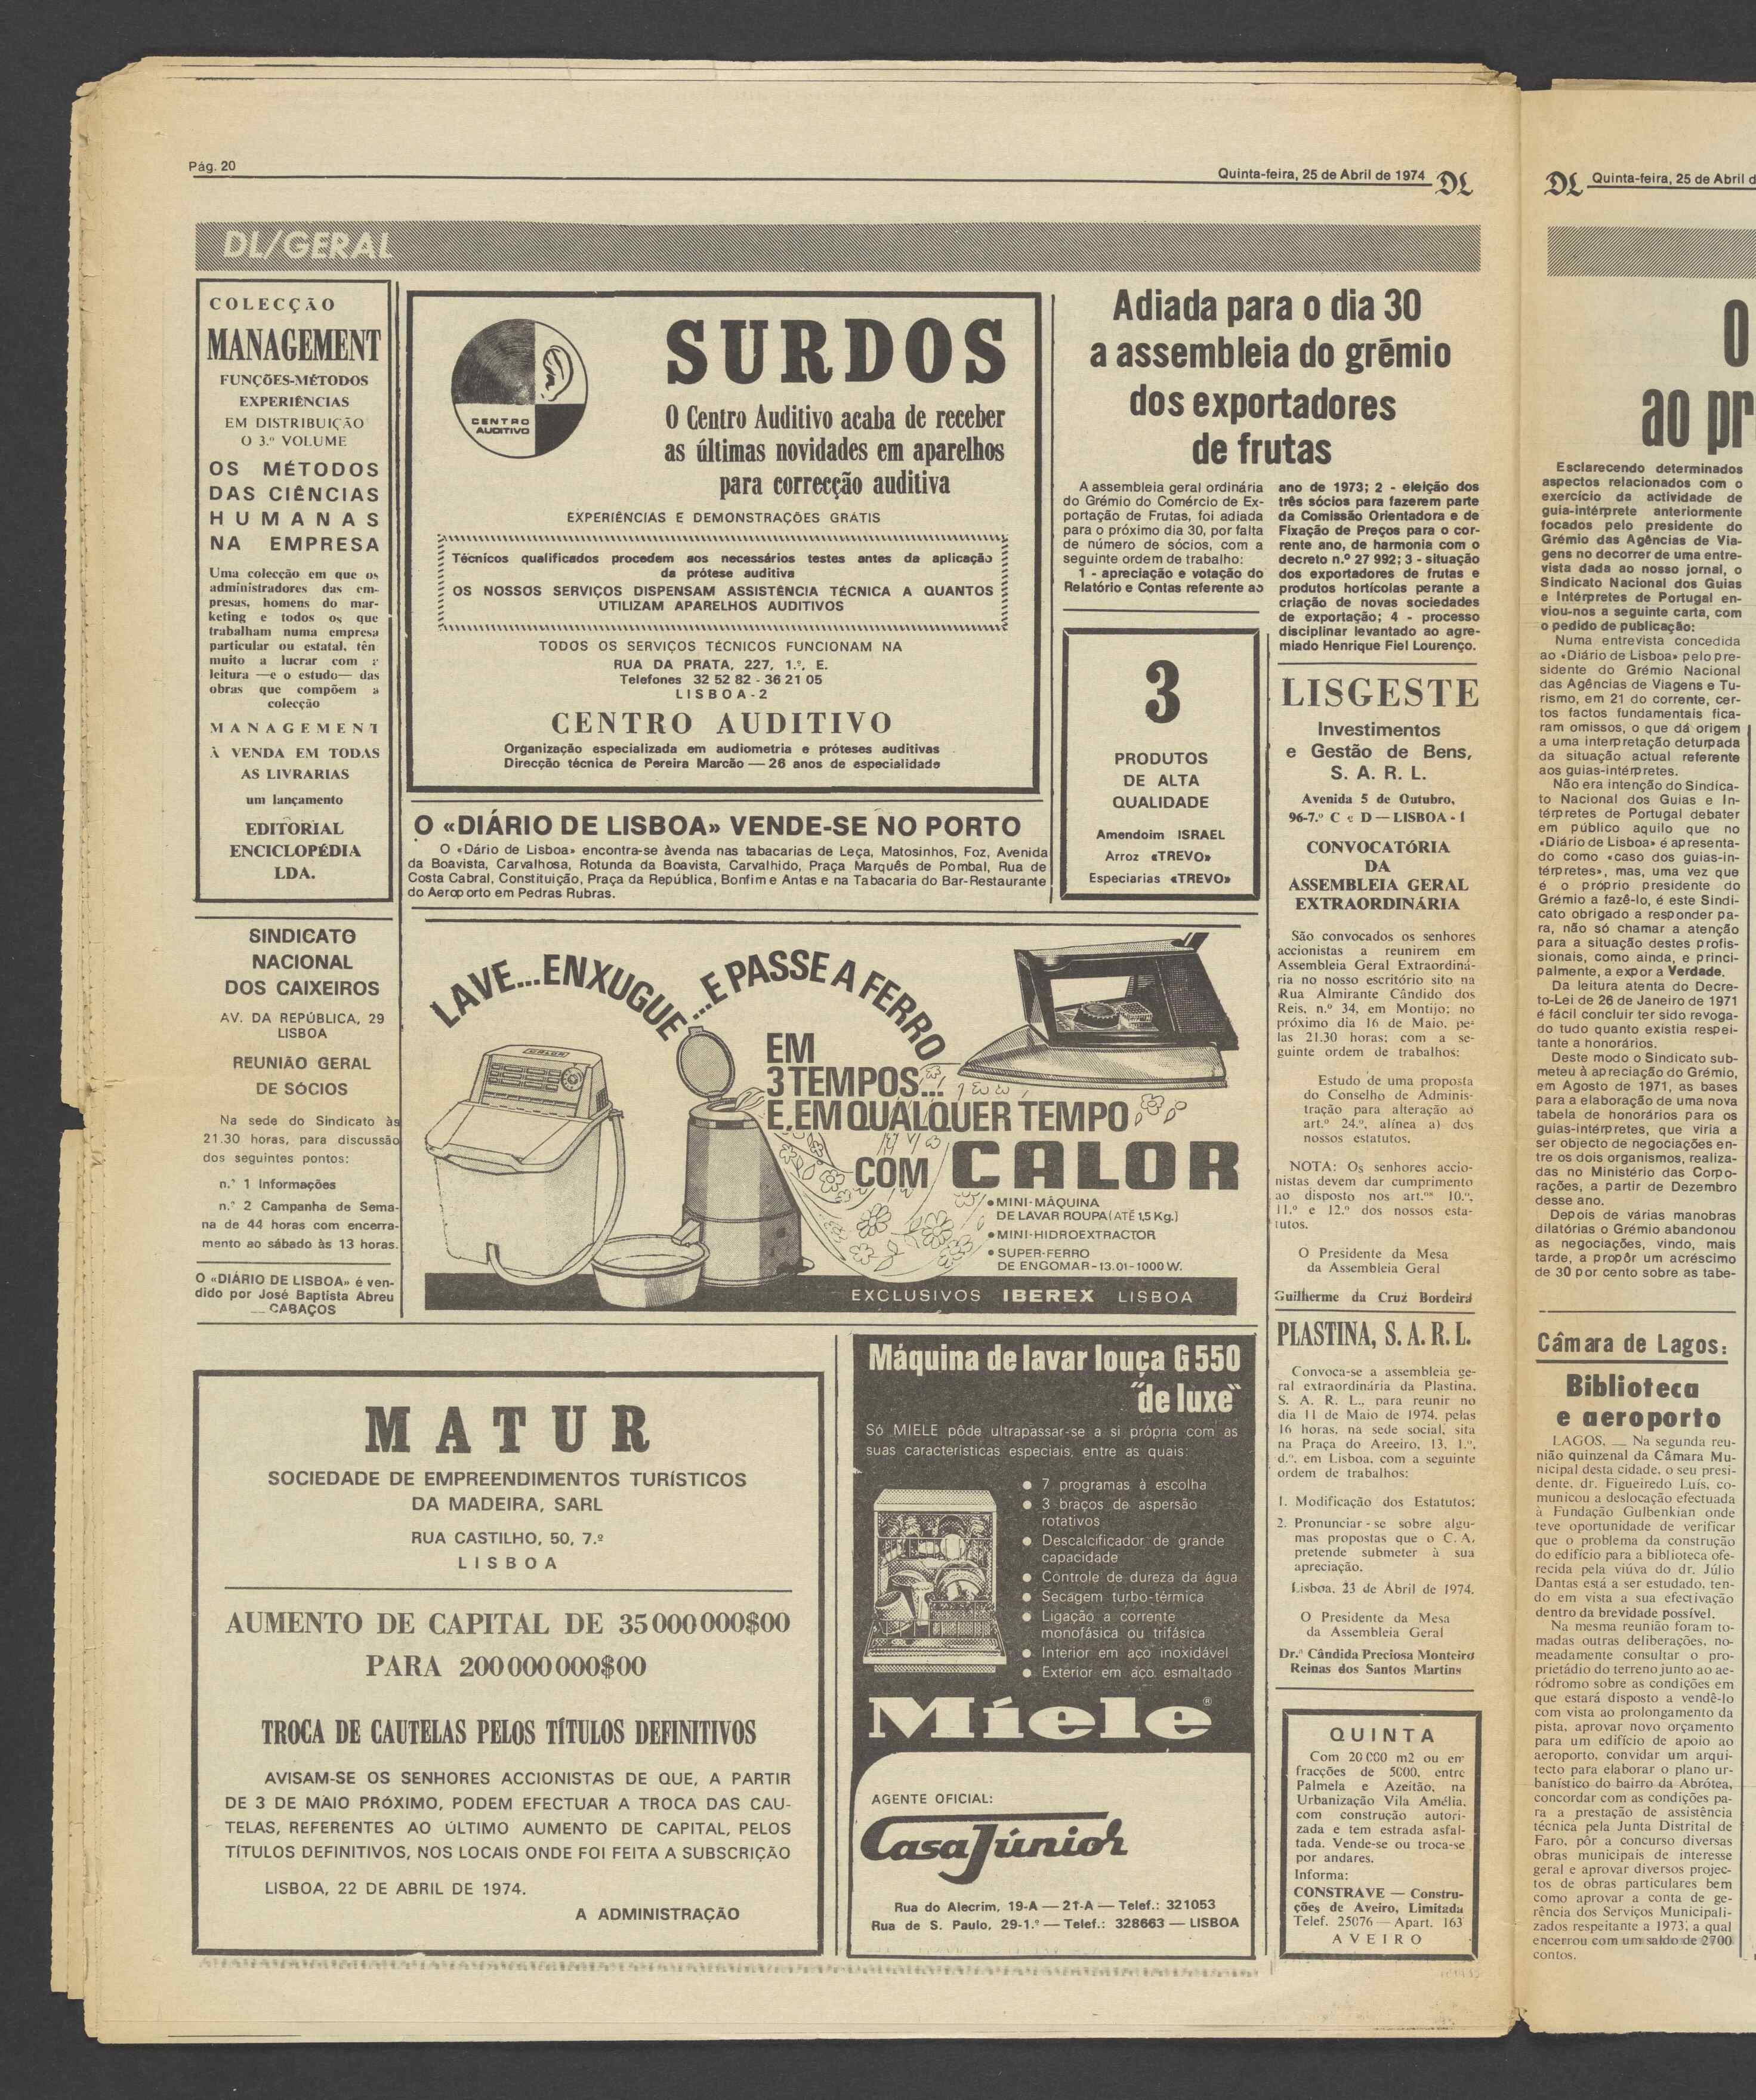 Pág. 20
Quinta-feira, 25 de Abril de 1974 DL
DL/GERAL
COLECÇÃO
MANAGEMENT
FUNÇÕES-MÉTODOS
EXPERIÊNCIAS
EM DISTRIBUIÇÃO
O 3.º VOLUME
OS MÉTODOS
DAS CIÊNCIAS
HUMANAS
NA EMPRESA
Uma colecção em que os
administradores das em-
presas, homens do mar-
keting e todos os que
trabalham numa empresa
particular ou estatal, tên
muito a lucrar com
leitura —e o estudo— das
obras que compõem a
colecção
MANAGEMENT
À VENDA EM TODAS
AS LIVRARIAS
um lançamento
EDITORIAL
ENCICLOPÉDIA
LDA.
SINDICATO
NACIONAL
DOS CAIXEIROS
AV. DA REPÚBLICA, 29
LISBOA
REUNIÃO GERAL
DE SÓCIOS
Na sede do Sindicato às
21.30 horas, para discussão
dos seguintes pontos:
n.º 1 Informações
n.º 2 Campanha de Sema-
na de 44 horas com encerra-
mento ao sábado às 13 horas.
O «DIÁRIO DE LISBOA» é ven-
dido por José Baptista Abreu
— CABAÇOS
CENTRO
AUDITIVO
SURDOS
O Centro Auditivo acaba de receber
as últimas novidades em aparelhos
para correcção auditiva
EXPERIÊNCIAS E DEMONSTRAÇÕES GRATIS
Técnicos qualificados procedem aos necessários testes antes da aplicação
da prótese auditiva
OS NOSSOS SERVIÇOS DISPENSAM ASSISTÊNCIA TÉCNICA A QUANTOS
UTILIZAM APARELHOS AUDITIVOS
TODOS OS SERVIÇOS TÉCNICOS FUNCIONAM NA
RUA DA PRATA, 227, 1.º, E.
Telefones 32 52 82 - 36 21 05
LISBOA-2
CENTRO AUDITIVO
Organização especializada em audiometria e próteses auditivas
Direcção técnica de Pereira Marcão — 26 anos de especialidade
O «DIÁRIO DE LISBOA» VENDE-SE NO PORTO
O «Dário de Lisboa» encontra-se àvenda nas tabacarias de Leça, Matosinhos, Foz, Avenida
da Boavista, Carvalhosa, Rotunda da Boavista, Carvalhido, Praça Marquês de Pombal, Rua de
Costa Cabral, Constituição, Praça da República, Bonfim e Antas e na Tabacaria do Bar-Restaurante
do Aeroporto em Pedras Rubras.
Adiada para o dia 30
a assembleia do grémio
dos exportadores
de frutas
A assembleia geral ordinária
do Grémio do Comércio de Ex-
portação de Frutas, foi adiada
para o próximo dia 30, por falta
de número de sócios, com a
seguinte ordem de trabalho:
1 - apreciação e votação do
Relatório e Contas referente ao
ano de 1973; 2 - eleição dos
três sócios para fazerem parte
da Comissão Orientadora e de
Fixação de Preços para o cor-
rente ano, de harmonia com o
decreto n.º 27 992; 3 - situação
dos exportadores de frutas e
produtos hortícolas perante a
criação de novas sociedades
de exportação; 4 - processo
disciplinar levantado ao agre-
miado Henrique Fiel Lourenço.
3
PRODUTOS
DE ALTA
QUALIDADE
Amendoim ISRAEL
Arroz «TREVO»
Especiarias «TREVO»
LISGESTE
Investimentos
e Gestão de Bens,
S. A. R. L.
Avenida 5 de Outubro,
96-7.º C e D — LISBOA - 1
CONVOCATÓRIA
DA
ASSEMBLEIA GERAL
EXTRAORDINÁRIA
São convocados os senhores
accionistas a reunirem em
Assembleia Geral Extraordiná-
ria no nosso escritório sito na
Rua Almirante Cândido dos
Reis, n.º 34, em Montijo; no
próximo dia 16 de Maio, pe-
las 21.30 horas; com a se-
guinte ordem de trabalhos:
Estudo de uma proposta
do Conselho de Adminis-
tração para alteração ao
art.º 24.º, alínea a) dos
nossos estatutos.
NOTA: Os senhores accio-
nistas devem dar cumprimento
ao disposto nos art.ºs 10.º,
11.º e 12.º dos nossos esta-
tutos.
O Presidente da Mesa
da Assembleia Geral
Guilherme da Cruz Bordeira
LAVE...ENXUGUE
...E PASSE A FERRO
CALOR
EM
3 TEMPOS...
E, EM QUALQUER TEMPO
COM CALOR
• MINI-MÁQUINA
DE LAVAR ROUPA (ATÉ 1,5 Kg.)
• MINI-HIDROEXTRACTOR
• SUPER-FERRO
DE ENGOMAR-13.01-1000 W.
EXCLUSIVOS IBEREX LISBOA
MATUR
SOCIEDADE DE EMPREENDIMENTOS TURÍSTICOS
DA MADEIRA, SARL
RUA CASTILHO, 50, 7.º
LISBOA
AUMENTO DE CAPITAL DE 35 000 000$00
PARA 200 000 000$00
TROCA DE CAUTELAS PELOS TÍTULOS DEFINITIVOS
AVISAM-SE OS SENHORES ACCIONISTAS DE QUE, A PARTIR
DE 3 DE MAIO PRÓXIMO, PODEM EFECTUAR A TROCA DAS CAU-
TELAS, REFERENTES AO ÚLTIMO AUMENTO DE CAPITAL, PELOS
TÍTULOS DEFINITIVOS, NOS LOCAIS ONDE FOI FEITA A SUBSCRIÇÃO
LISBOA, 22 DE ABRIL DE 1974.
A ADMINISTRAÇÃO
Máquina de lavar louça G 550
"de luxe"
Só MIELE pôde ultrapassar-se a si própria com as
suas características especiais, entre as quais:
• 7 programas à escolha
• 3 braços de aspersão
rotativos
• Descalcificador de grande
capacidade
• Controle de dureza da água
• Secagem turbo-térmica
• Ligação a corrente
monofásica ou trifásica
• Interior em aço inoxidável
• Exterior em aço esmaltado
Miele®
AGENTE OFICIAL:
Casa Júnior
Rua do Alecrim, 19-A — 21-A — Telef.: 321053
Rua de S. Paulo, 29-1.º — Telef.: 328663 — LISBOA
PLASTINA, S. A. R. L.
Convoca-se a assembleia ge-
ral extraordinária da Plastina,
S. A. R. L., para reunir no
dia 11 de Maio de 1974, pelas
16 horas, na sede social, sita
na Praça do Areeiro, 13, 1.º,
d.º, em Lisboa, com a seguinte
ordem de trabalhos:
1. Modificação dos Estatutos;
2. Pronunciar-se sobre algu-
mas propostas que o C. A.
pretende submeter à sua
apreciação.
Lisboa, 23 de Abril de 1974.
O Presidente da Mesa
da Assembleia Geral
Dr.ª Cândida Preciosa Monteiro
Reinas dos Santos Martins
QUINTA
Com 20 000 m2 ou em
fracções de 5000, entre
Palmela e Azeitão, na
Urbanização Vila Amélia,
com construção autori-
zada e tem estrada asfal-
tada. Vende-se ou troca-se
por andares.
Informa:
CONSTRAVE — Constru-
ções de Aveiro, Limitada
Telef. 25076 — Apart. 163
AVEIRO
DL Quinta-feira, 25 de Abril d
O
ao pr
Esclarecendo determinados
aspectos relacionados com o
exercício da actividade de
guia-intérprete anteriormente
focados pelo presidente do
Grémio das Agências de Via-
gens no decorrer de uma entre-
vista dada ao nosso jornal, o
Sindicato Nacional dos Guias
e Intérpretes de Portugal en-
viou-nos a seguinte carta, com
o pedido de publicação:
Numa entrevista concedida
ao «Diário de Lisboa» pelo pre-
sidente do Grémio Nacional
das Agências de Viagens e Tu-
rismo, em 21 do corrente, cer-
tos factos fundamentais fica-
ram omissos, o que dá origem
a uma interpretação deturpada
da situação actual referente
aos guias-intérpretes.
Não era intenção do Sindica-
to Nacional dos Guias e In-
térpretes de Portugal debater
em público aquilo que no
«Diário de Lisboa» é apresenta-
do como «caso dos guias-in-
térpretes», mas, uma vez que
é o próprio presidente do
Grémio a fazê-lo, é este Sindi-
cato obrigado a responder pa-
ra, não só chamar a atenção
para a situação destes profis-
sionais, como ainda, e princi-
palmente, a expor a Verdade.
Da leitura atenta do Decre-
to-Lei de 26 de Janeiro de 1971
é fácil concluir ter sido revoga-
do tudo quanto existia respei-
tante a honorários.
Deste modo o Sindicato sub-
meteu à apreciação do Grémio,
em Agosto de 1971, as bases
para a elaboração de uma nova
tabela de honorários para os
guias-intérpretes, que viria a
ser objecto de negociações en-
tre os dois organismos, realiza-
das no Ministério das Corpo-
rações, a partir de Dezembro
desse ano.
Depois de várias manobras
dilatórias o Grémio abandonou
as negociações, vindo, mais
tarde, a propôr um acréscimo
de 30 por cento sobre as tabe-
Câmara de Lagos:
Biblioteca
e aeroporto
LAGOS, — Na segunda reu-
nião quinzenal da Câmara Mu-
nicipal desta cidade, o seu presi-
dente, dr. Figueiredo Luís, co-
municou a deslocação efectuada
à Fundação Gulbenkian onde
teve oportunidade de verificar
que o problema da construção
do edifício para a biblioteca ofe-
recida pela viúva do dr. Júlio
Dantas está a ser estudado, ten-
do em vista a sua efectivação
dentro da brevidade possível.
Na mesma reunião foram to-
madas outras deliberações, no-
meadamente consultar o pro-
prietádio do terreno junto ao ae-
ródromo sobre as condições em
que estará disposto a vendê-lo
com vista ao prolongamento da
pista, aprovar novo orçamento
para um edifício de apoio ao
aeroporto, convidar um arqui-
tecto para elaborar o plano ur-
banístico do bairro da Abrótea,
concordar com as condições pa-
ra a prestação de assistência
técnica pela Junta Distrital de
Faro, pôr a concurso diversas
obras municipais de interesse
geral e aprovar diversos projec-
tos de obras particulares bem
como aprovar a conta de ge-
rência dos Serviços Municipali-
zados respeitante a 1973, a qual
encerrou com um saldo de 2700
contos.